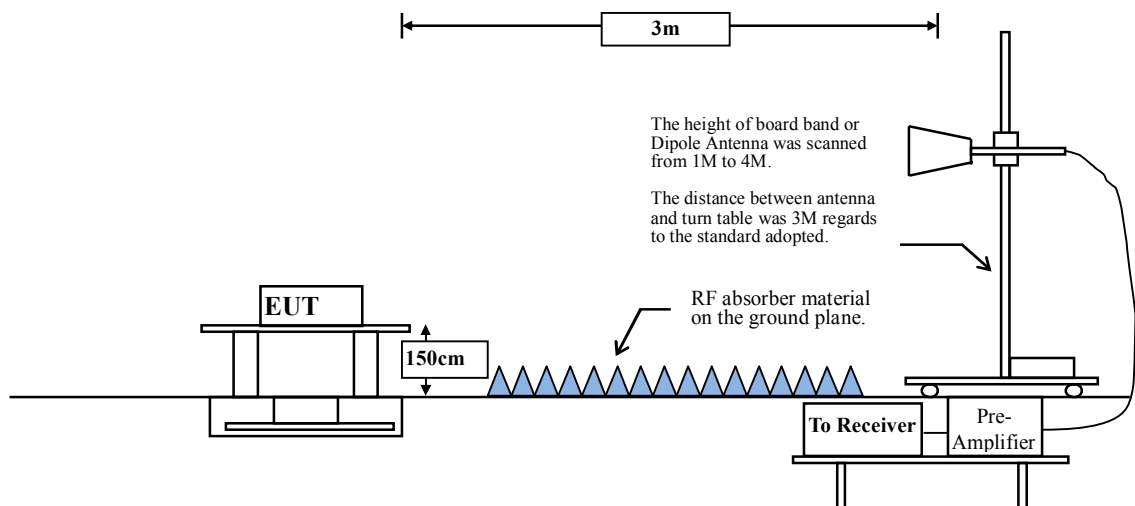 3m
The height of board band or
Dipole Antenna was scanned
from 1M to 4M.
The distance between antenna
and turn table was 3M regards
to the standard adopted.
EUT
RF absorber material
on the ground plane.
150cm
To Receiver
Pre-
Amplifier